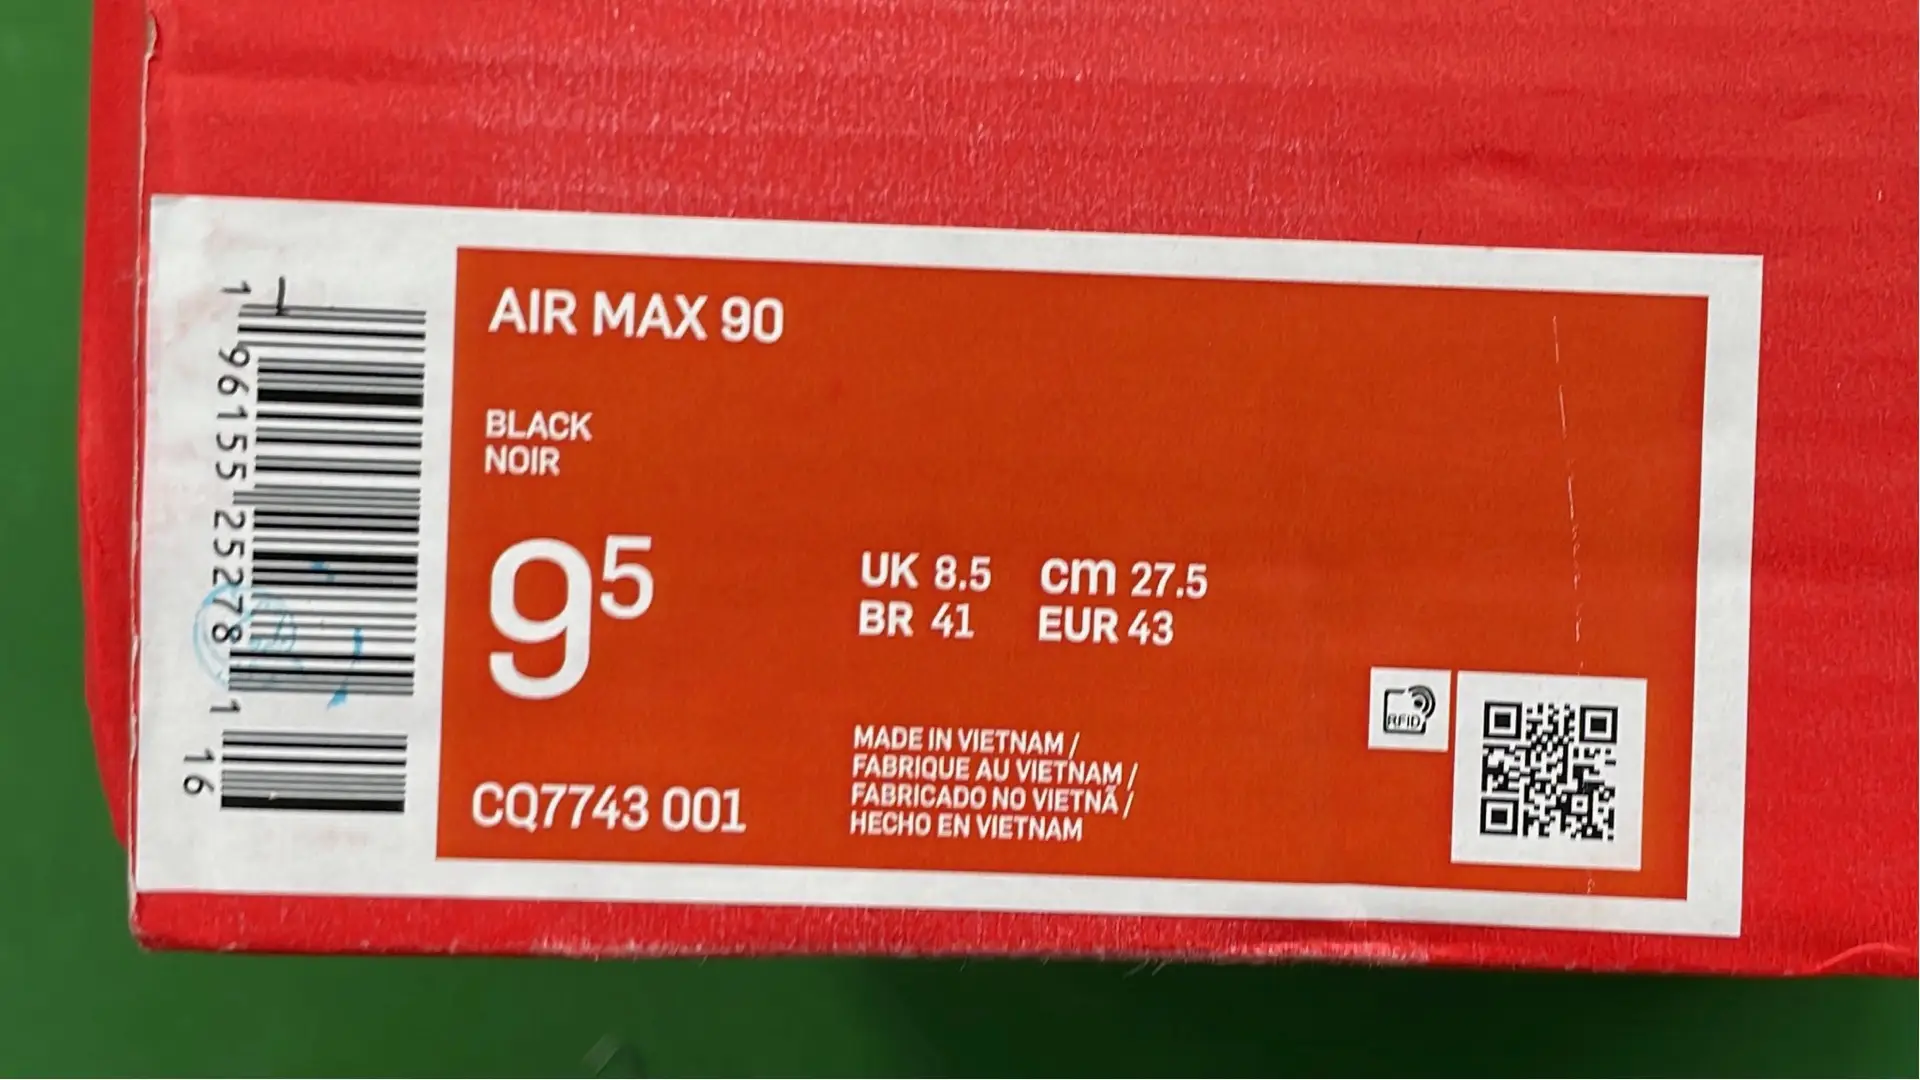 AIR MAX 90
BLACK
NOIR
9⁵
UK 8.5 cm 27.5
BR 41 EUR 43
MADE IN VIETNAM /
FABRIQUE AU VIETNAM /
FABRICADO NO VIETNÃ /
HECHO EN VIETNAM
CQ7743 001
RFID
1 96155 25278 1
16